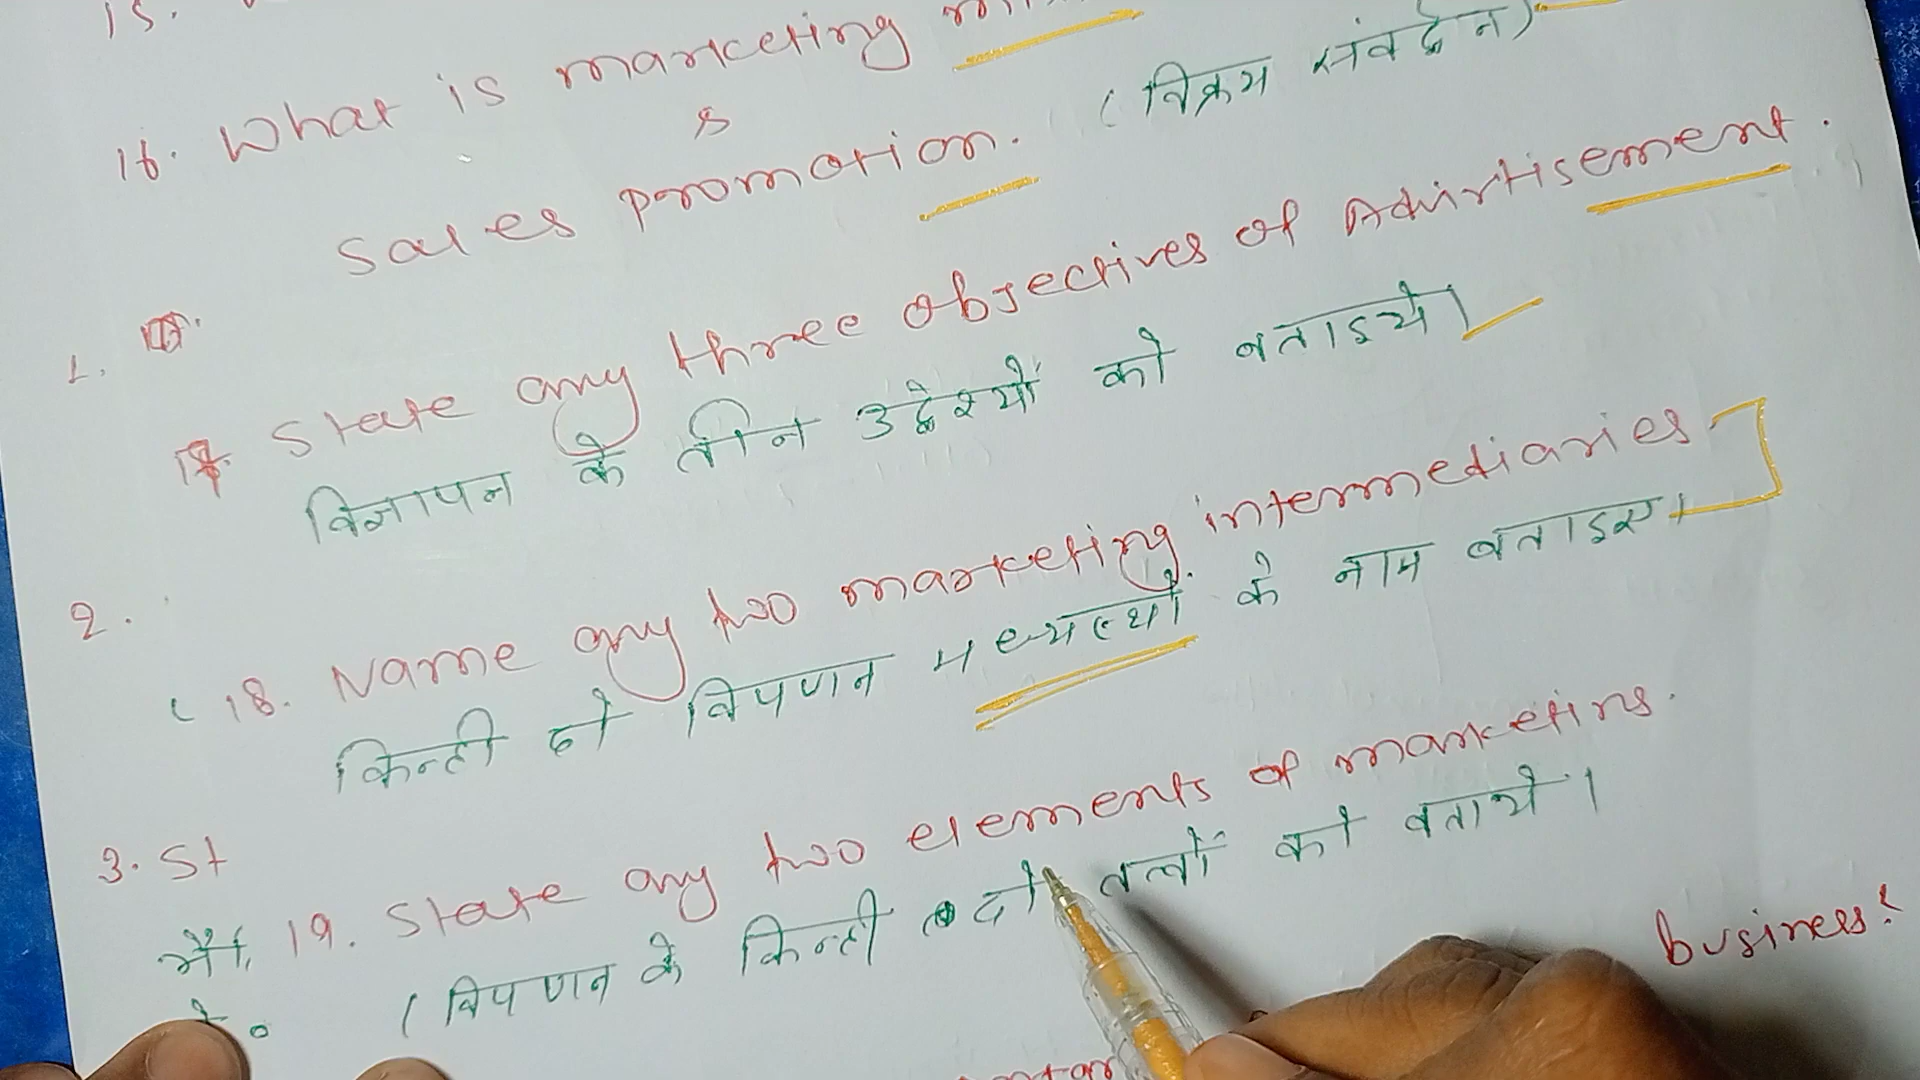 15.
16. What is marketing
s
Sales promotion. (विक्रय संवर्द्धन)
1.
17 State any three objectives of Advirtisement.
विज्ञापन के तीन उद्देश्यों को बताइये।
2.
18. Name any two marketing intermediaries
किन्ही दो विपणन मध्यस्थों के नाम बताइए।
3. St
19. State any two elements of marketing.
में,
(विपणन के किन्ही दो तत्वों को बताये।
business?